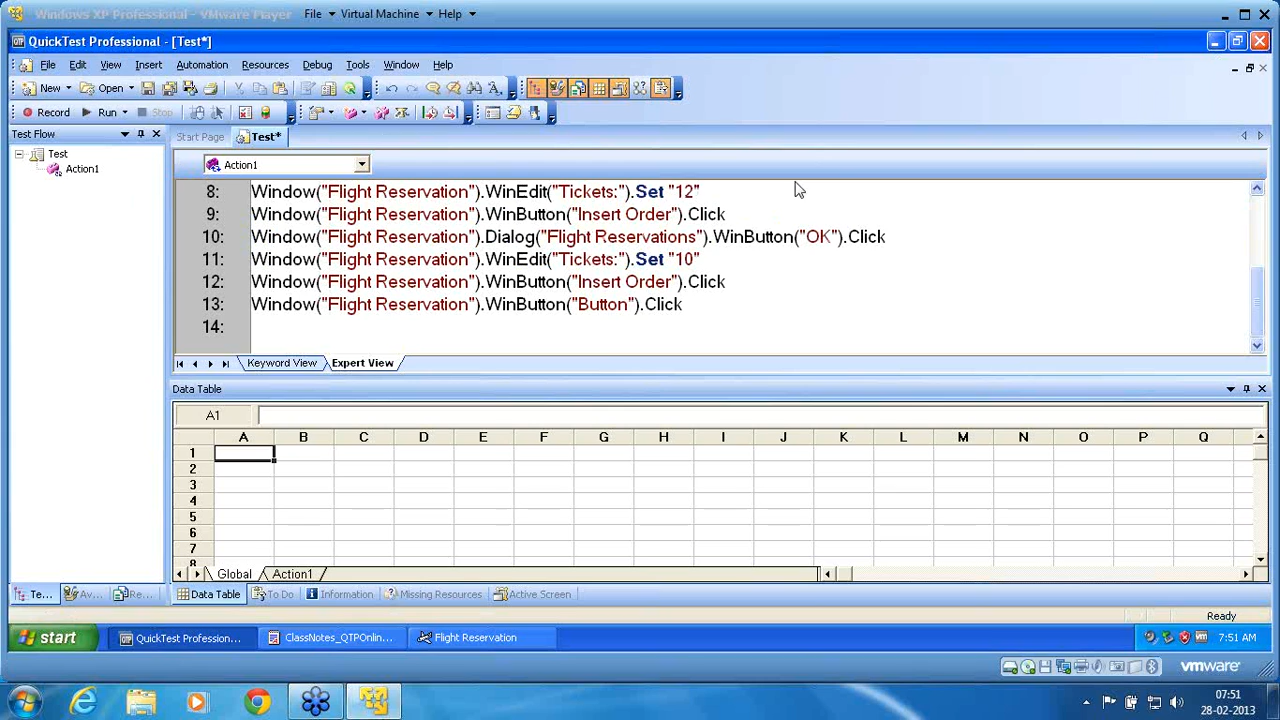 Windows XP Professional - VMware Player File Virtual Machine Help
QuickTest Professional - [Test*]
File Edit View Insert Automation Resources Debug Tools Window Help
New Open
Record Run Stop
Test Flow
Start Page Test*
Test
Action1
Action1
8: Window("Flight Reservation").WinEdit("Tickets:").Set "12"
9: Window("Flight Reservation").WinButton("Insert Order").Click
10: Window("Flight Reservation").Dialog("Flight Reservations").WinButton("OK").Click
11: Window("Flight Reservation").WinEdit("Tickets:").Set "10"
12: Window("Flight Reservation").WinButton("Insert Order").Click
13: Window("Flight Reservation").WinButton("Button").Click
14:
Keyword View Expert View
Data Table
A1
A B C D E F G H I J K L M N O P Q
1
2
3
4
5
6
7
8
Global Action1
Te... Av... Re... Data Table To Do Information Missing Resources Active Screen
Ready
start QuickTest Profession... ClassNotes_QTPOnlin... Flight Reservation 7:51 AM
vmware
07:51
28-02-2013